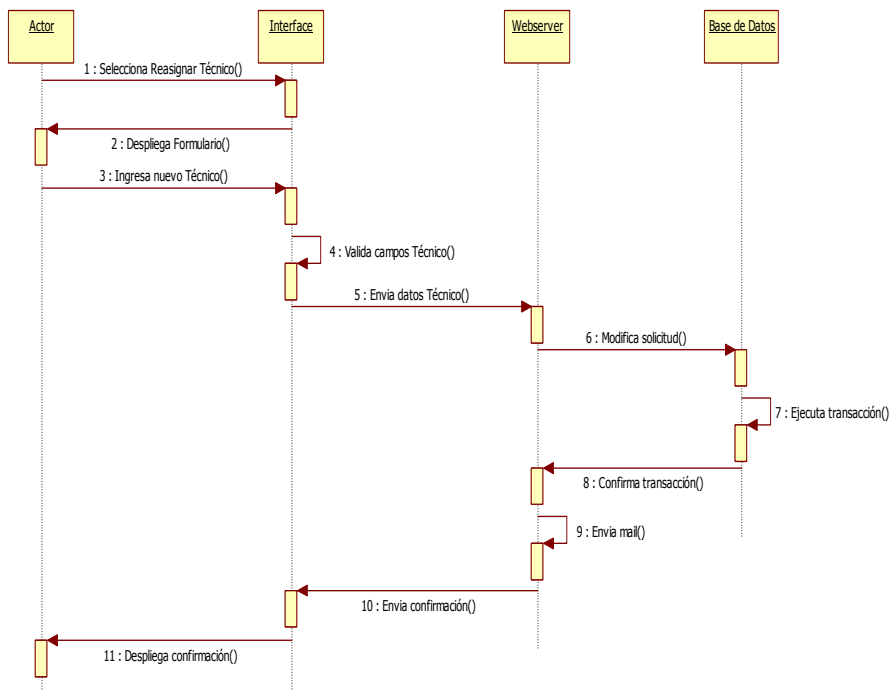 Actor
Interface
Webserver
Base de Datos
1 : Selecciona Reasignar Técnico()
2 : Despliega Formulario()
3 : Ingresa nuevo Técnico()
4 : Valida campos Técnico()
5 : Envia datos Técnico()
6 : Modifica solicitud()
7 : Ejecuta transacción()
8 : Confirma transacción()
9 : Envia mail()
10 : Envia confirmación()
11 : Despliega confirmación()